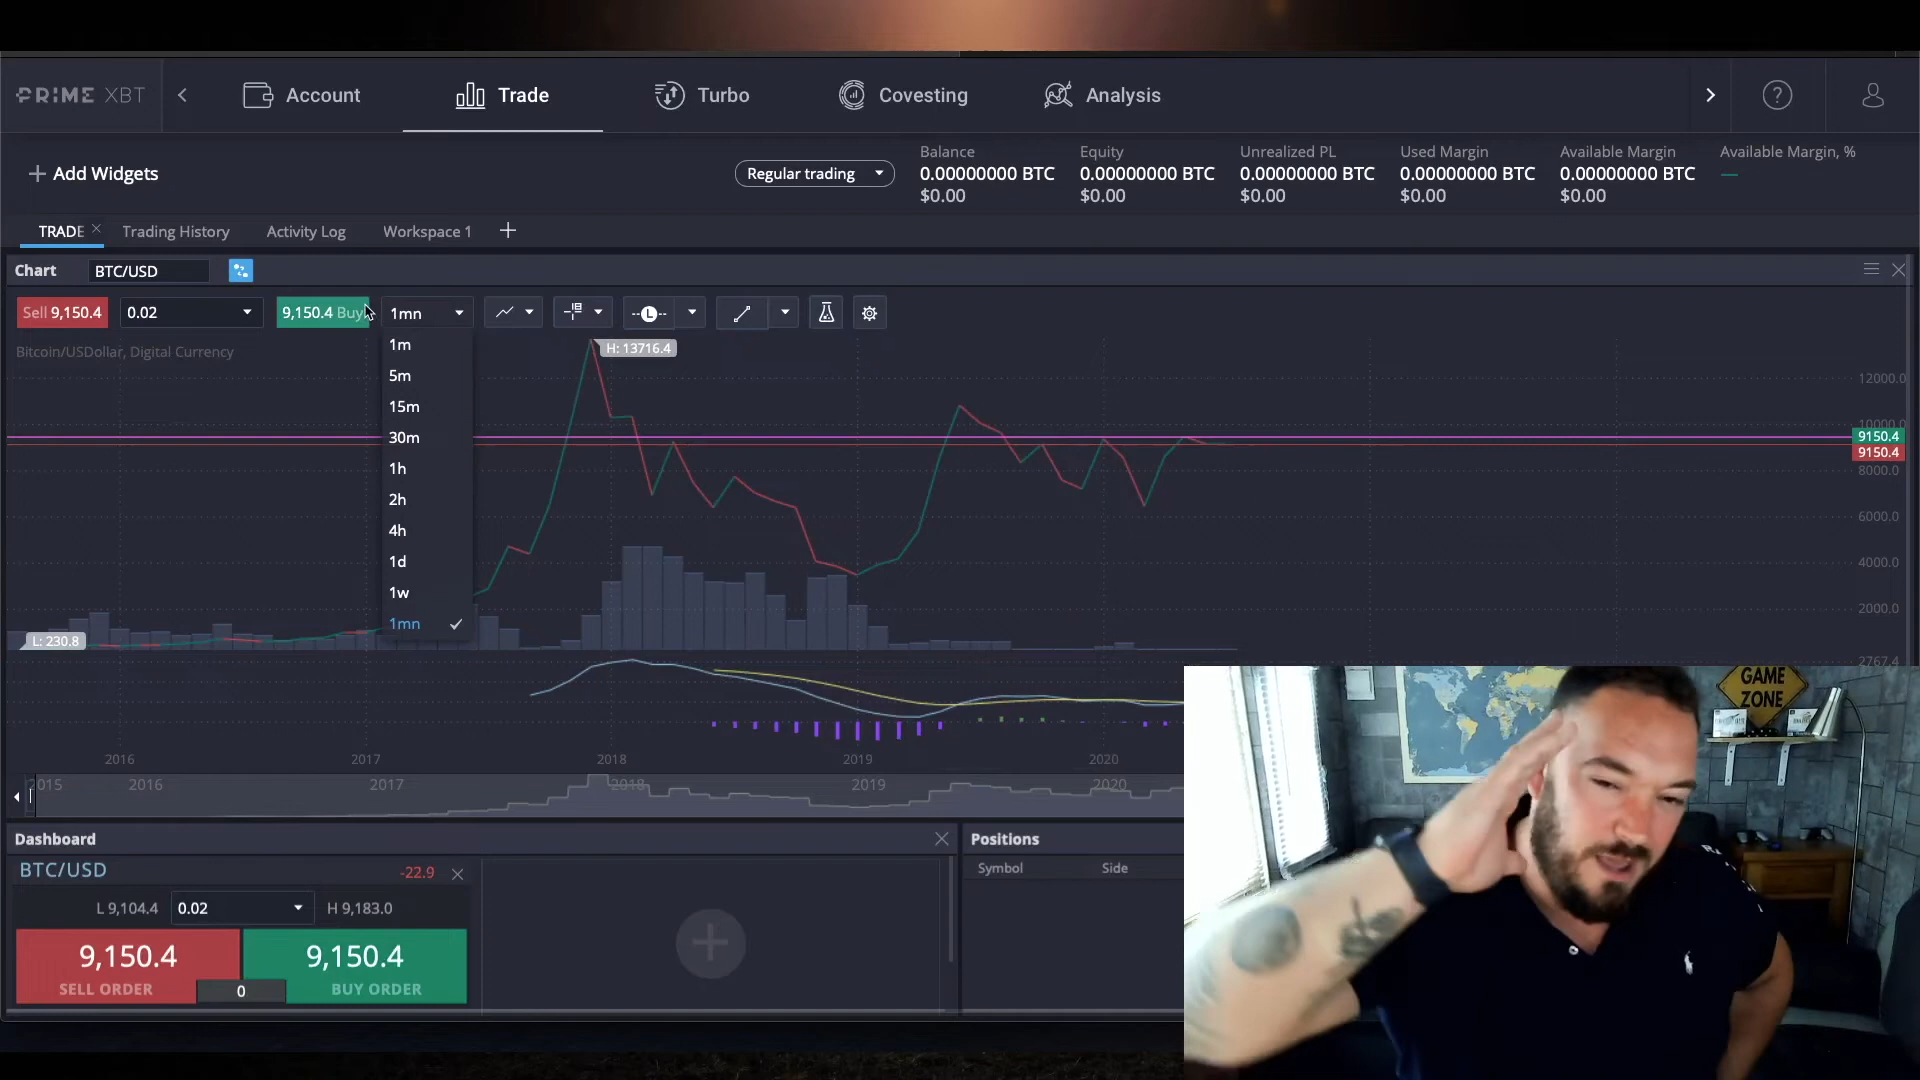 PRIME XBT
Account
Trade
Turbo
Covesting
Analysis
?
Add Widgets
Regular trading
Balance
0.00000000 BTC
$0.00
Equity
0.00000000 BTC
$0.00
Unrealized PL
0.00000000 BTC
$0.00
Used Margin
0.00000000 BTC
$0.00
Available Margin
0.00000000 BTC
$0.00
Available Margin, %
—
TRADE
Trading History
Activity Log
Workspace 1
Chart
BTC/USD
Sell 9,150.4
0.02
9,150.4 Buy
1mn
L
Bitcoin/USDollar, Digital Currency
1m
5m
15m
30m
1h
2h
4h
1d
1w
1mn
H: 13716.4
L: 230.8
12000.0
10000.0
9150.4
9150.4
8000.0
6000.0
4000.0
2000.0
2767.4
2016
2017
2018
2019
2020
2015
2016
2017
2018
2019
2020
Dashboard
BTC/USD
-22.9
L 9,104.4
0.02
H 9,183.0
9,150.4
SELL ORDER
0
9,150.4
BUY ORDER
Positions
Symbol
Side
GAME
ZONE